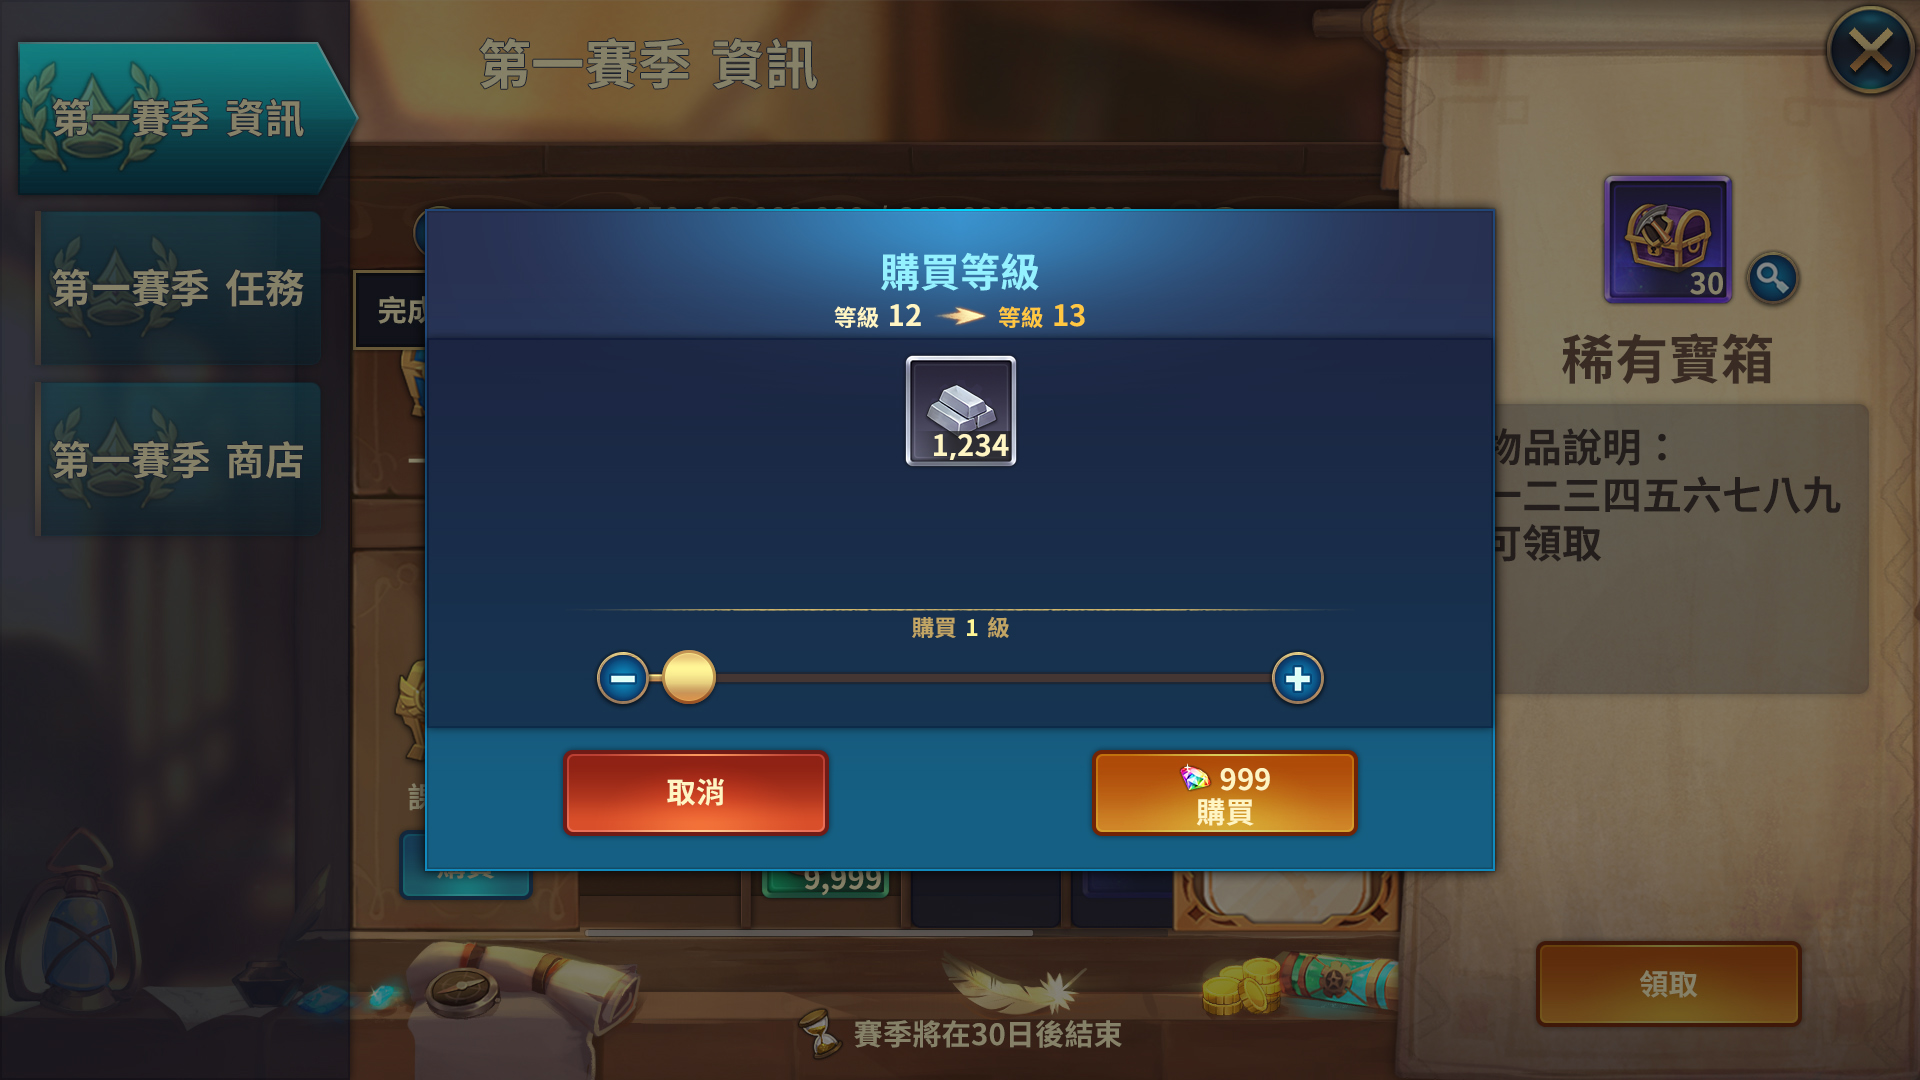 第一賽季 資訊
第一賽季 任務
第一賽季 商店
第一賽季 資訊
完成
購買等級
等級 12
等級 13
1,234
購買 1 級
取消
999
購買
9,999
賽季將在30日後結束
30
稀有寶箱
物品說明：
一二三四五六七八九
可領取
領取